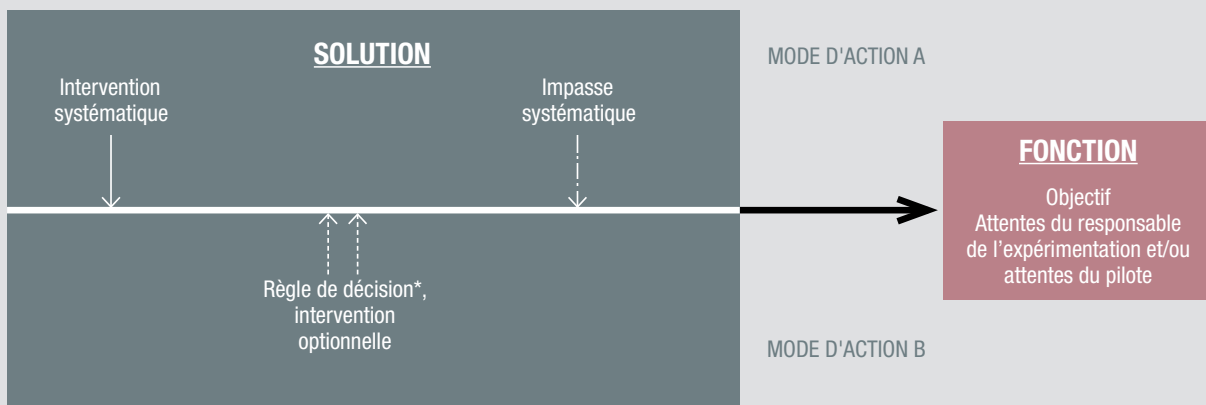 SOLUTION
Intervention
systématique
Impasse
systématique
Règle de décision*,
intervention
optionnelle
MODE D'ACTION A
FONCTION
Objectif
Attentes du responsable
de l’expérimentation et/ou
attentes du pilote
MODE D'ACTION B